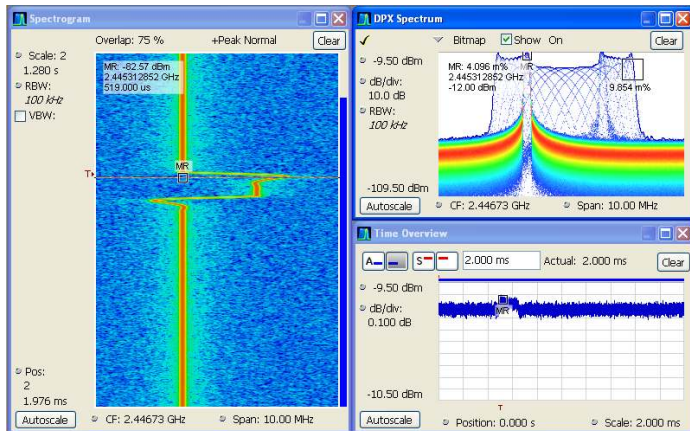 Spectrogram
Overlap: 75 %
+Peak Normal
Clear
Scale: 2
1.280 s
RBW:
100 kHz
VBW:
MR: -82.57 dBm
2.445312852 GHz
519.000 us
MR
T
Pos:
2
1.976 ms
Autoscale
CF: 2.44673 GHz
Span: 10.00 MHz
DPX Spectrum
Bitmap
Show
On
Clear
-9.50 dBm
dB/div:
10.0 dB
RBW:
100 kHz
MR: 4.096 m%
2.445312852 GHz
-12.00 dBm
MR
9.854 m%
-109.50 dBm
Autoscale
CF: 2.44673 GHz
Span: 10.00 MHz
Time Overview
A
S
2.000 ms
Actual: 2.000 ms
Clear
-9.50 dBm
dB/div:
0.100 dB
MR
-10.50 dBm
T
Autoscale
Position: 0.000 s
Scale: 2.000 ms